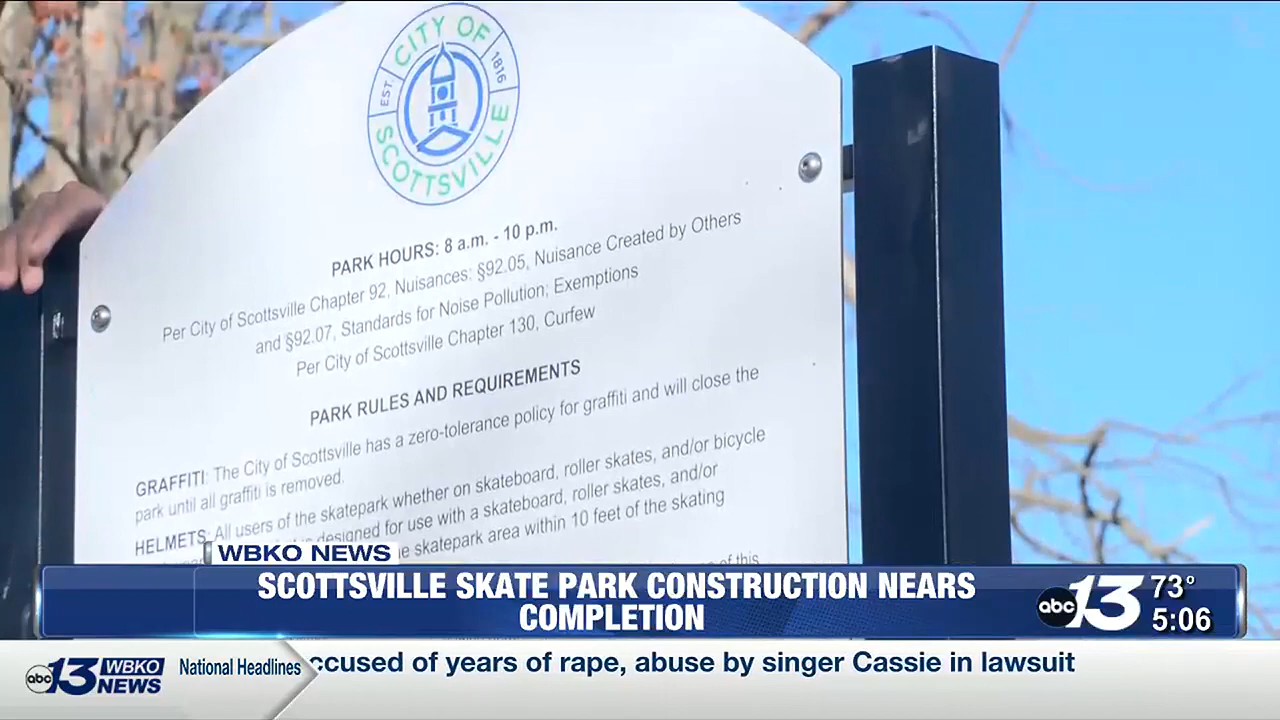 CITY OF
EST. 1816
SCOTTSVILLE
PARK HOURS: 8 a.m. - 10 p.m.
Per City of Scottsville Chapter 92, Nuisances: §92.05, Nuisance Created by Others
and §92.07, Standards for Noise Pollution; Exemptions
Per City of Scottsville Chapter 130, Curfew
PARK RULES AND REQUIREMENTS
GRAFFITI: The City of Scottsville has a zero-tolerance policy for graffiti and will close the
park until all graffiti is removed.
HELMETS: All users of the skatepark whether on skateboard, roller skates, and/or bicycle
designed for use with a skateboard, roller skates, and/or
skatepark area within 10 feet of the skating
of this
WBKO NEWS
SCOTTSVILLE SKATE PARK CONSTRUCTION NEARS
COMPLETION
abc 13 73°
5:06
abc 13 WBKO NEWS National Headlines ccused of years of rape, abuse by singer Cassie in lawsuit